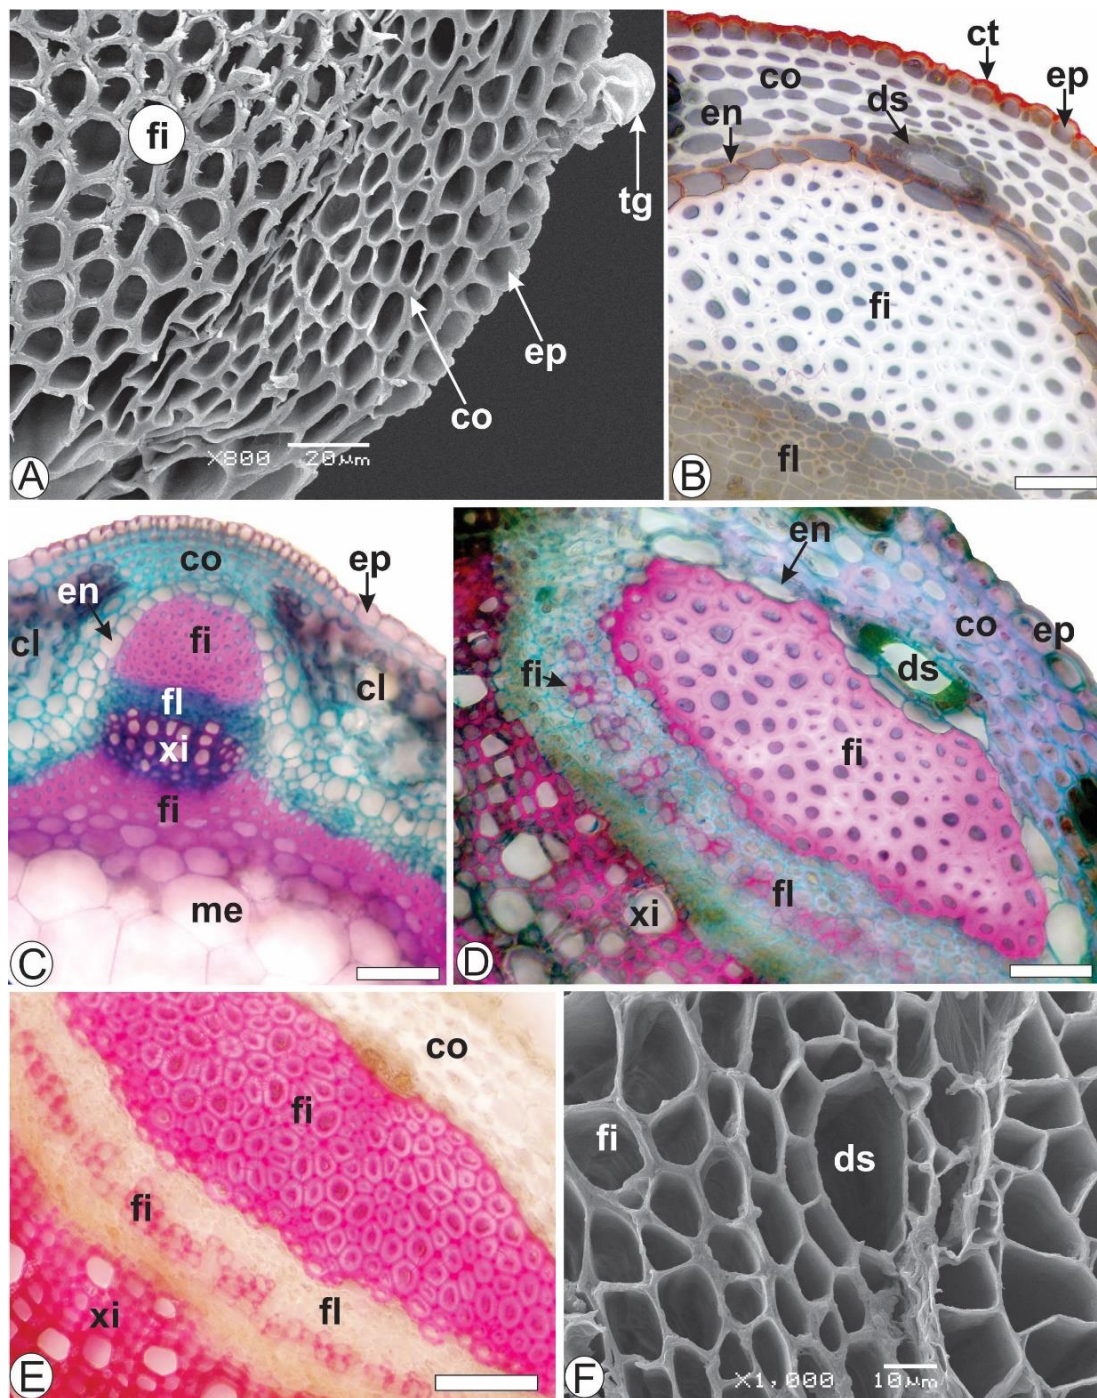 fi
tg
ep
co
X800 20μm
A
ct
co
ep
ds
en
fi
fl
B
co
ep
en
cl
fi
cl
fl
xi
fi
me
C
en
co
ep
ds
fi
fi
fl
xi
D
co
fi
fi
fl
xi
E
fi
ds
X1,000 10μm
F